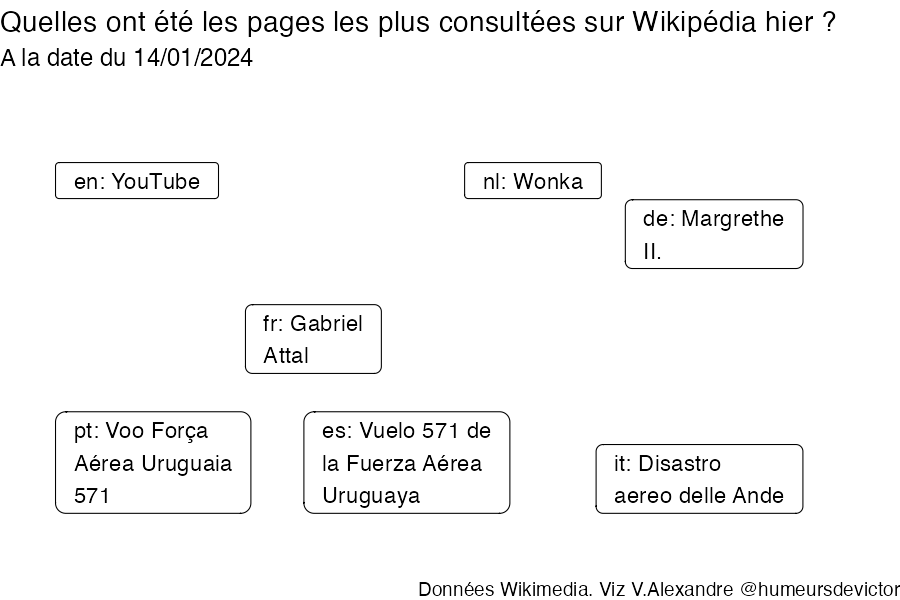 Quelles ont été les pages les plus consultées sur Wikipédia hier ?
A la date du 14/01/2024
en: YouTube
nl: Wonka
de: Margrethe
II.
fr: Gabriel
Attal
pt: Voo Força
Aérea Uruguaia
571
es: Vuelo 571 de
la Fuerza Aérea
Uruguaya
it: Disastro
aereo delle Ande
Données Wikimedia. Viz V.Alexandre @humeursdevictor